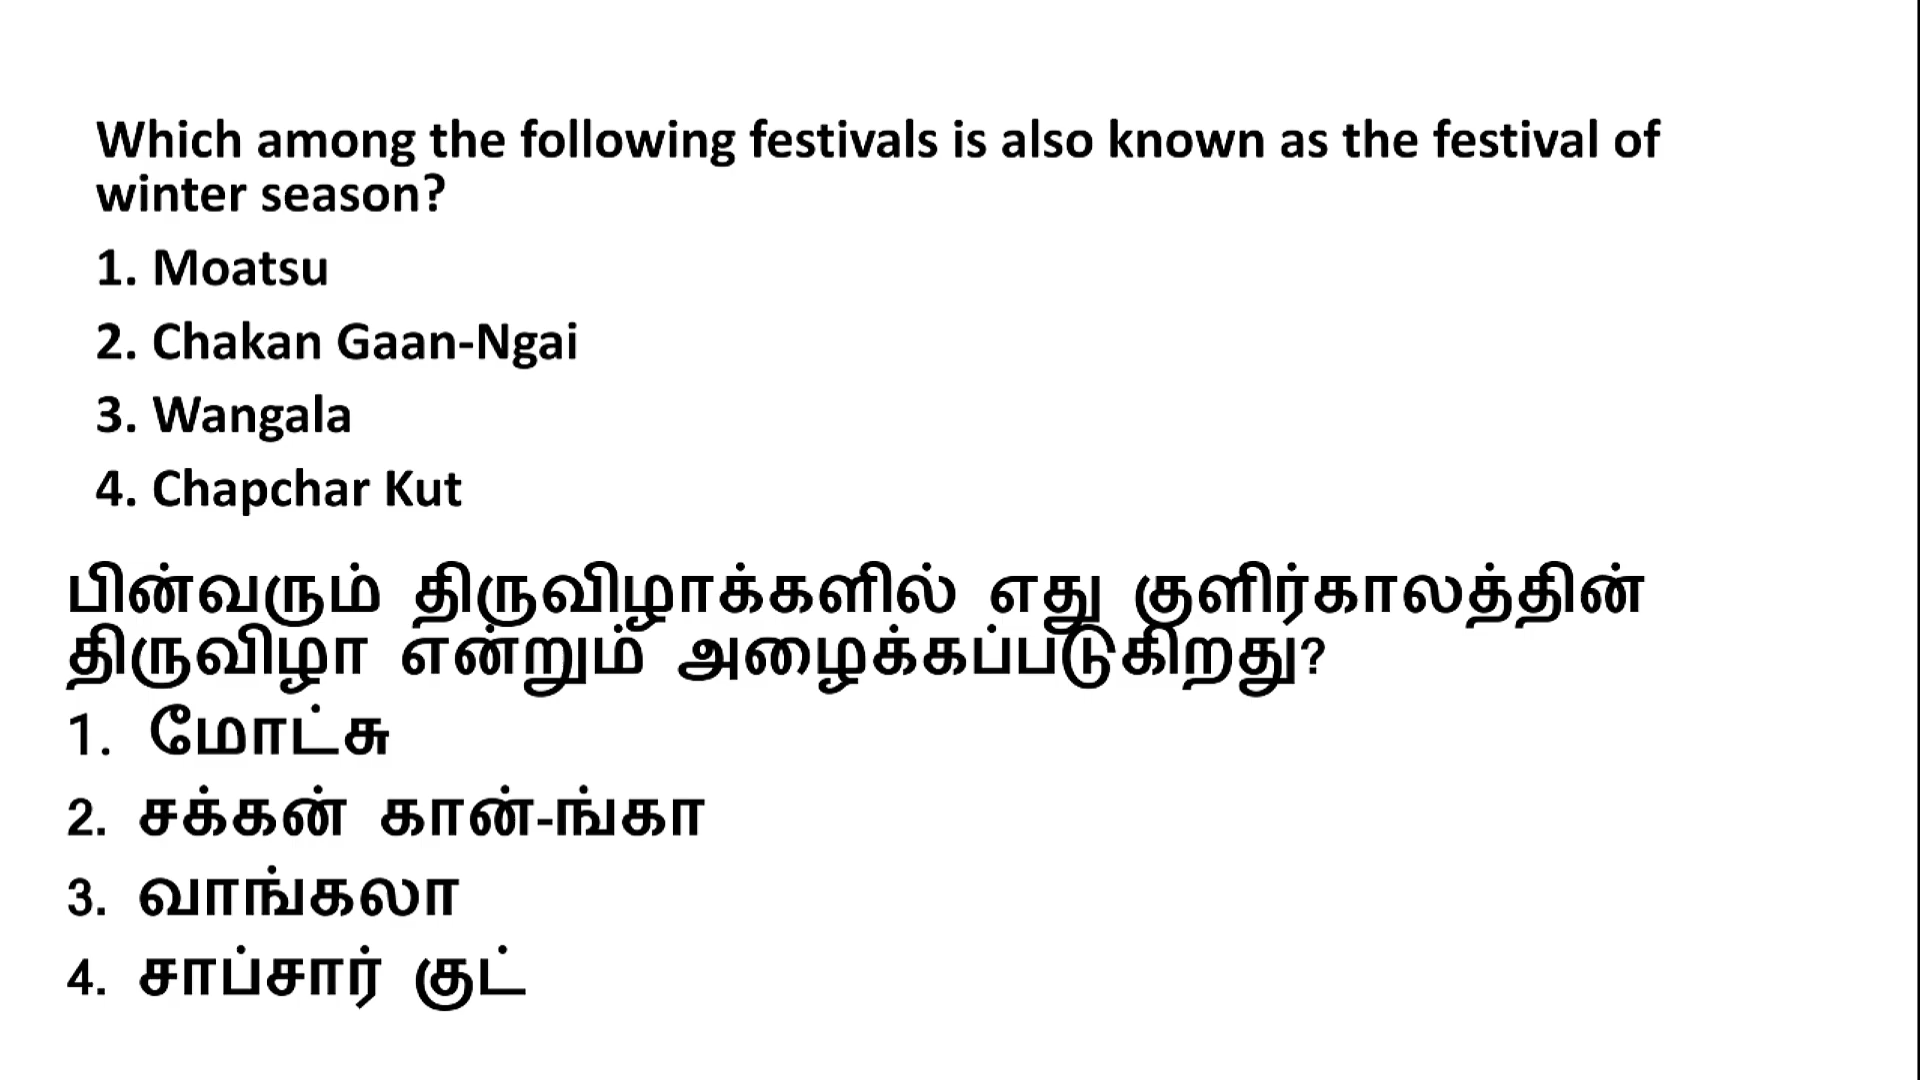 Which among the following festivals is also known as the festival of
winter season?
1. Moatsu
2. Chakan Gaan-Ngai
3. Wangala
4. Chapchar Kut
பின்வரும் திருவிழாக்களில் எது குளிர்காலத்தின்
திருவிழா என்றும் அழைக்கப்படுகிறது?
1. மோட்சு
2. சக்கன் கான்-ங்கா
3. வாங்கலா
4. சாப்சார் குட்